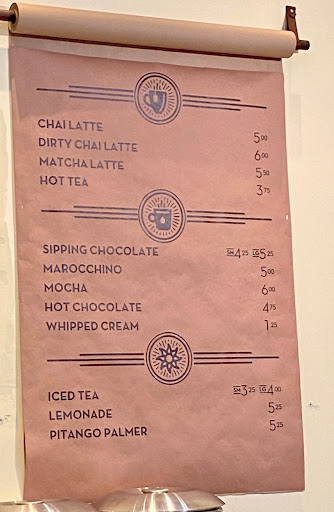 CHAI LATTE 5.00
DIRTY CHAI LATTE 6.00
MATCHA LATTE 5.50
HOT TEA 3.75
SIPPING CHOCOLATE SM 4.25 LG 5.25
MAROCCHINO 5.00
MOCHA 6.00
HOT CHOCOLATE 4.75
WHIPPED CREAM 1.25
ICED TEA SM 3.25 LG 4.00
LEMONADE 5.25
PITANGO PALMER 5.25